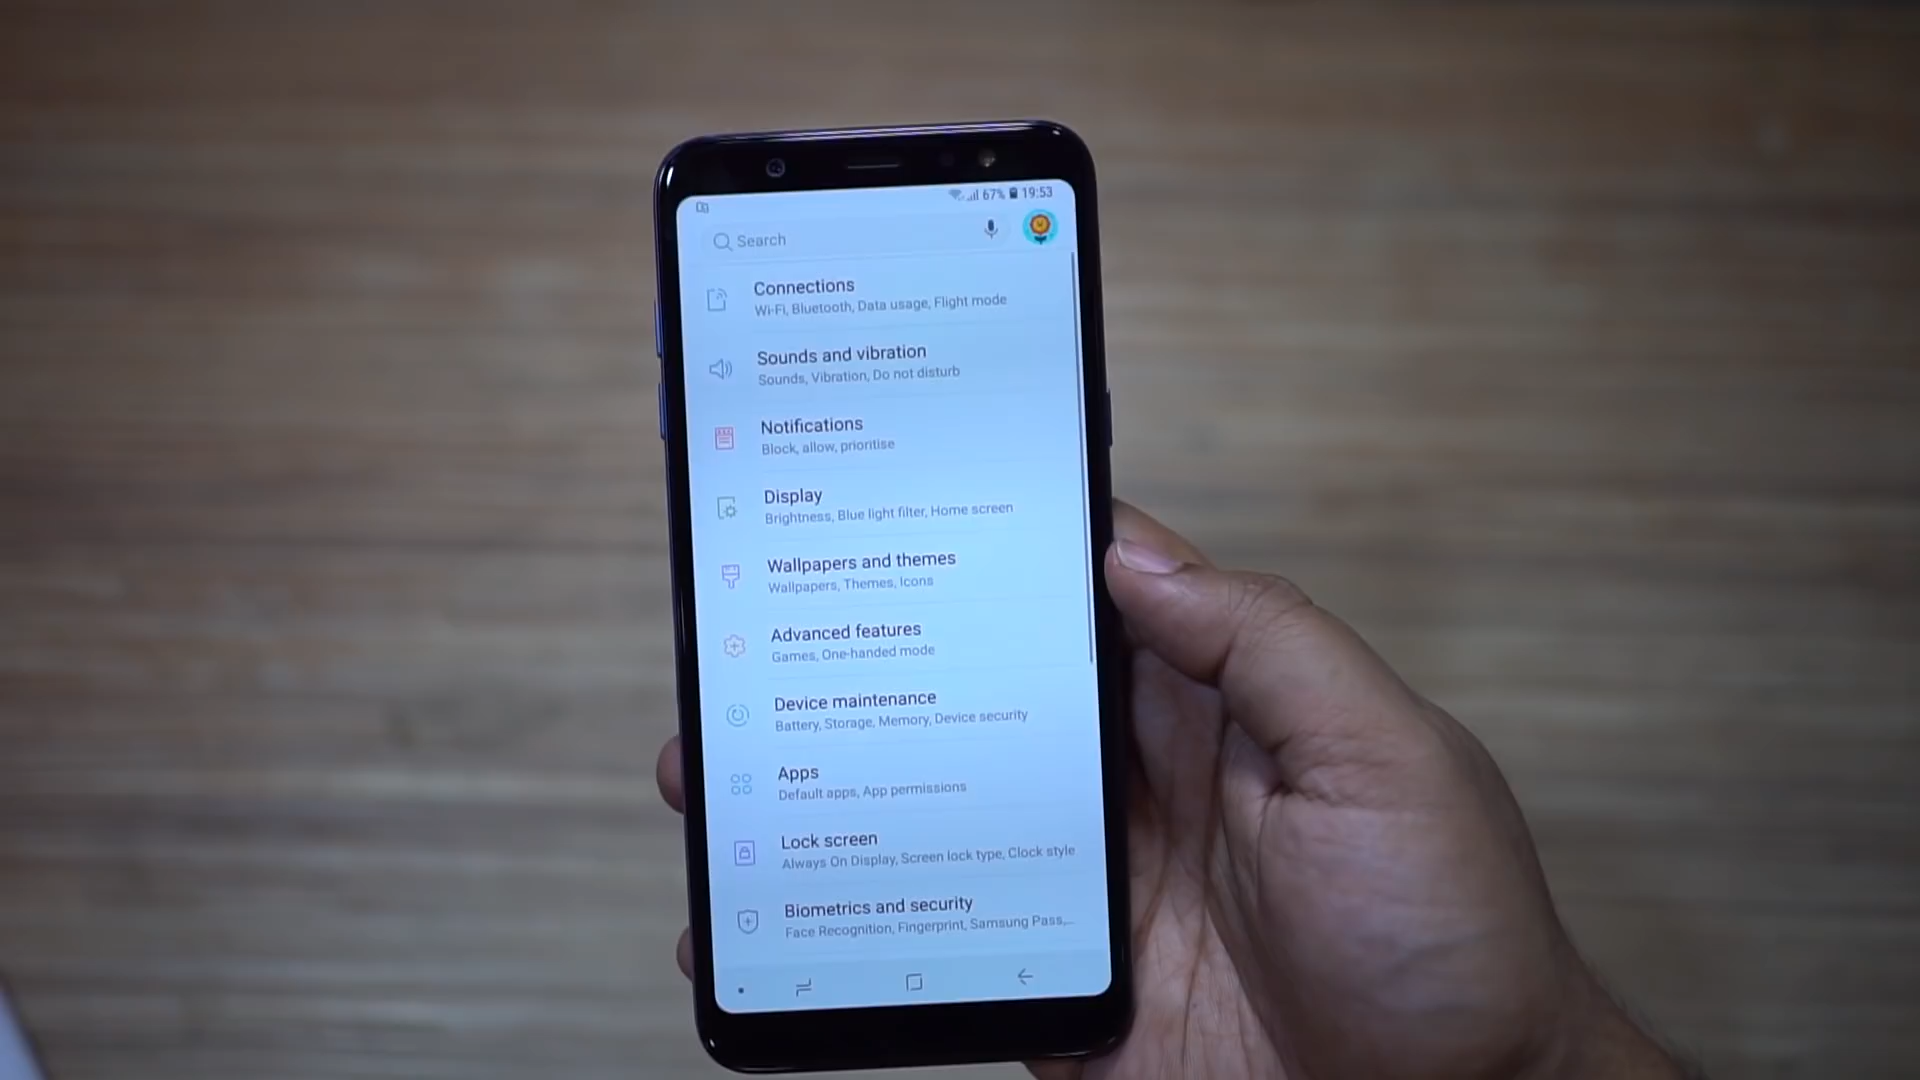 67% 19:53
Search
Connections
Wi-Fi, Bluetooth, Data usage, Flight mode
Sounds and vibration
Sounds, Vibration, Do not disturb
Notifications
Block, allow, prioritise
Display
Brightness, Blue light filter, Home screen
Wallpapers and themes
Wallpapers, Themes, Icons
Advanced features
Games, One-handed mode
Device maintenance
Battery, Storage, Memory, Device security
Apps
Default apps, App permissions
Lock screen
Always On Display, Screen lock type, Clock style
Biometrics and security
Face Recognition, Fingerprint, Samsung Pass,...